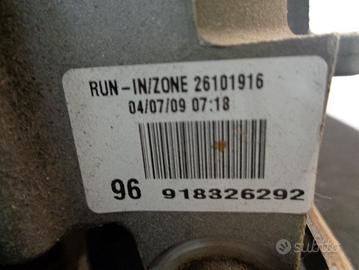 RUN-IN/ZONE 26101916
04/07/09 07:18
96 918326292
subito